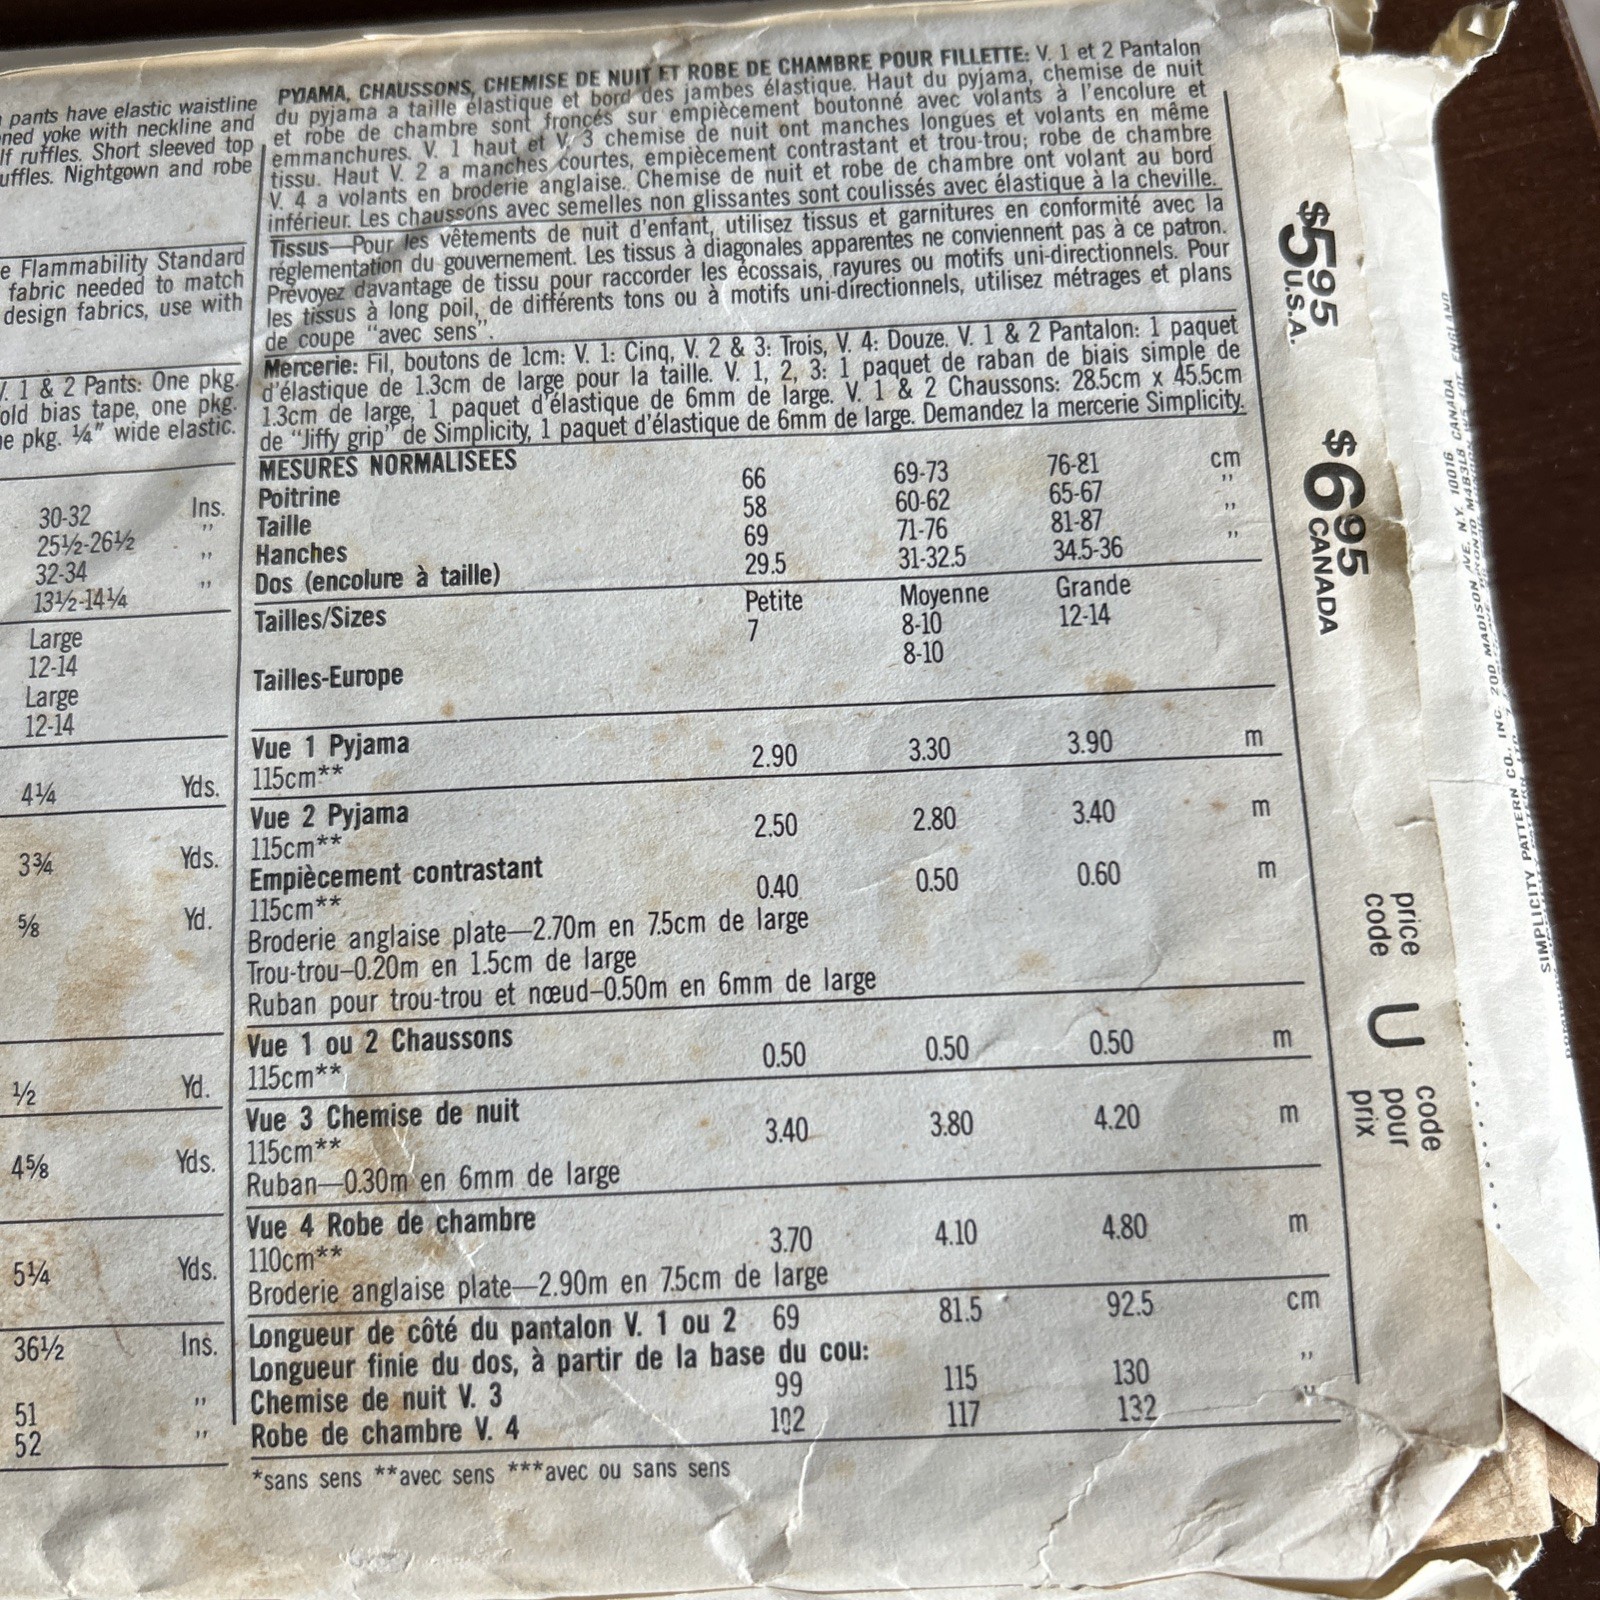 pants have elastic waistline
ned yoke with neckline and
lf ruffles. Short sleeved top
uffles. Nightgown and robe
e Flammability Standard
fabric needed to match
design fabrics, use with
V. 1 & 2 Pants: One pkg.
old bias tape, one pkg.
ne pkg. ¼" wide elastic.
30-32 Ins.
25½-26½ ,,
32-34 ,,
13½-14¼ ,,
Large
12-14
Large
12-14
4¼ Yds.
3¾ Yds.
⅝ Yd.
½ Yd.
4⅝ Yds.
5¼ Yds.
36½ Ins.
51 ,,
52 ,,
PYJAMA, CHAUSSONS, CHEMISE DE NUIT ET ROBE DE CHAMBRE POUR FILLETTE: V. 1 et 2 Pantalon
du pyjama a taille élastique et bord des jambes élastique. Haut du pyjama, chemise de nuit
et robe de chambre sont froncés sur empiècement boutonné avec volants à l'encolure et
emmanchures. V. 1 haut et V. 3 chemise de nuit ont manches longues et volants en même
tissu. Haut V. 2 a manches courtes, empiècement contrastant et trou-trou; robe de chambre
V. 4 a volants en broderie anglaise. Chemise de nuit et robe de chambre ont volant au bord
inférieur. Les chaussons avec semelles non glissantes sont coulissés avec élastique à la cheville.
Tissus—Pour les vêtements de nuit d'enfant, utilisez tissus et garnitures en conformité avec la
réglementation du gouvernement. Les tissus à diagonales apparentes ne conviennent pas à ce patron.
Prévoyez davantage de tissu pour raccorder les écossais, rayures ou motifs uni-directionnels. Pour
les tissus à long poil, de différents tons ou à motifs uni-directionnels, utilisez métrages et plans
de coupe "avec sens".
Mercerie: Fil, boutons de 1cm: V. 1: Cinq, V. 2 & 3: Trois, V. 4: Douze. V. 1 & 2 Pantalon: 1 paquet
d'élastique de 1.3cm de large pour la taille. V. 1, 2, 3: 1 paquet de raban de biais simple de
1.3cm de large, 1 paquet d'élastique de 6mm de large. V. 1 & 2 Chaussons: 28.5cm x 45.5cm
de "Jiffy grip" de Simplicity, 1 paquet d'élastique de 6mm de large. Demandez la mercerie Simplicity.
MESURES NORMALISEES
Poitrine 66 69-73 76-81 cm
Taille 58 60-62 65-67 ,,
Hanches 69 71-76 81-87 ,,
Dos (encolure à taille) 29.5 31-32.5 34.5-36 ,,
Tailles/Sizes Petite Moyenne Grande
7 8-10 12-14
Tailles-Europe 8-10
Vue 1 Pyjama
115cm** 2.90 3.30 3.90 m
Vue 2 Pyjama
115cm** 2.50 2.80 3.40 m
Empiècement contrastant
115cm** 0.40 0.50 0.60 m
Broderie anglaise plate—2.70m en 7.5cm de large
Trou-trou–0.20m en 1.5cm de large
Ruban pour trou-trou et nœud–0.50m en 6mm de large
Vue 1 ou 2 Chaussons
115cm** 0.50 0.50 0.50 m
Vue 3 Chemise de nuit
115cm** 3.40 3.80 4.20 m
Ruban—0.30m en 6mm de large
Vue 4 Robe de chambre
110cm** 3.70 4.10 4.80 m
Broderie anglaise plate—2.90m en 7.5cm de large
Longueur de côté du pantalon V. 1 ou 2 69 81.5 92.5 cm
Longueur finie du dos, à partir de la base du cou:
Chemise de nuit V. 3 99 115 130 ,,
Robe de chambre V. 4 102 117 132 ,,
*sans sens **avec sens ***avec ou sans sens
$5.95
U.S.A.
$6.95
CANADA
price
code
U
code
pour
prix
SIMPLICITY PATTERN CO., INC. 200 MADISON AVE. N.Y. 10016 CANADA ENGLAND